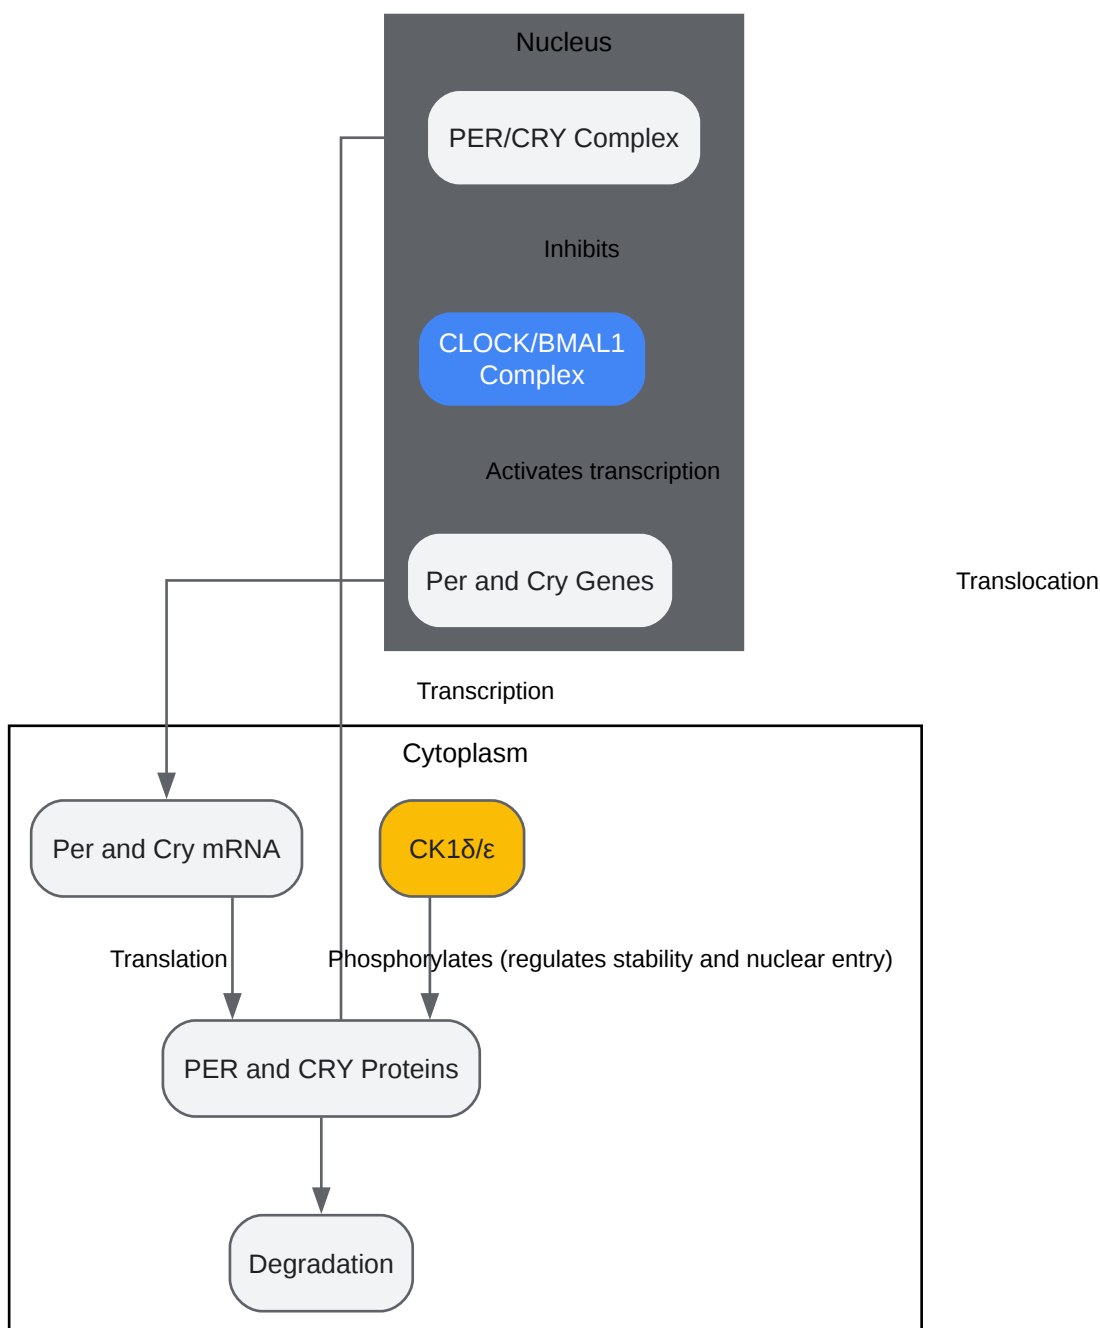 Nucleus
PER/CRY Complex
Inhibits
CLOCK/BMAL1
Complex
Activates transcription
Per and Cry Genes
Translocation
Transcription
Cytoplasm
Per and Cry mRNA
CK1δ/ε
Translation
Phosphorylates (regulates stability and nuclear entry)
PER and CRY Proteins
Degradation